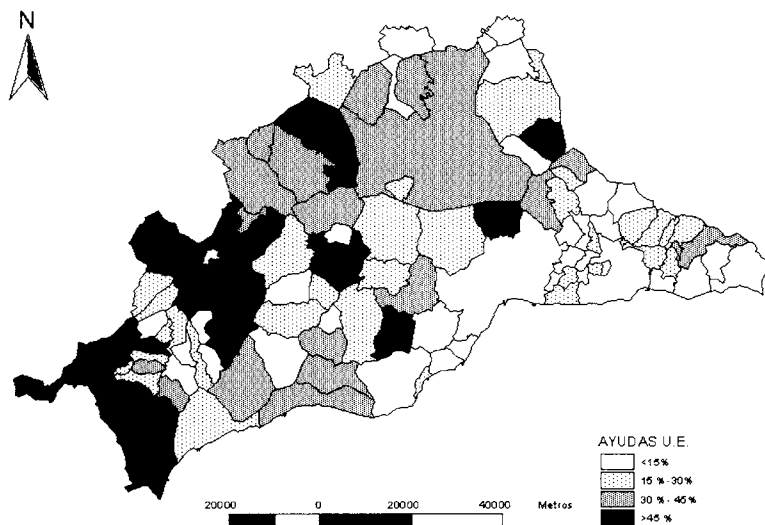 N
AYUDAS U.E.
<15%
15 % -30%
30 % - 45%
>45 %
20000 0 20000 40000 Metros